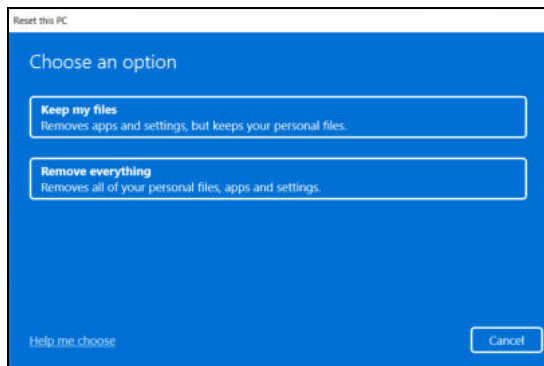 Reset this PC
Choose an option
Keep my files
Removes apps and settings, but keeps your personal files.
Remove everything
Removes all of your personal files, apps and settings.
Help me choose
Cancel